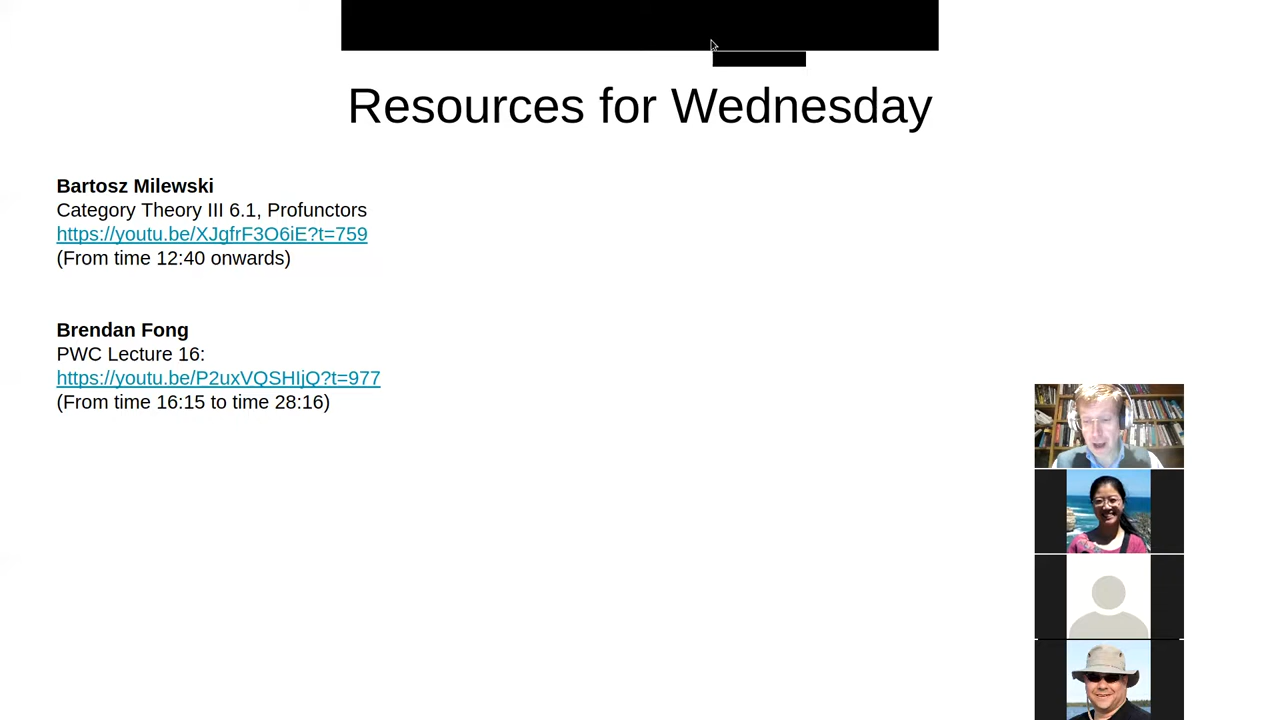 Resources for Wednesday
Bartosz Milewski
Category Theory III 6.1, Profunctors
https://youtu.be/XJgfrF3O6iE?t=759
(From time 12:40 onwards)
Brendan Fong
PWC Lecture 16:
https://youtu.be/P2uxVQSHIjQ?t=977
(From time 16:15 to time 28:16)